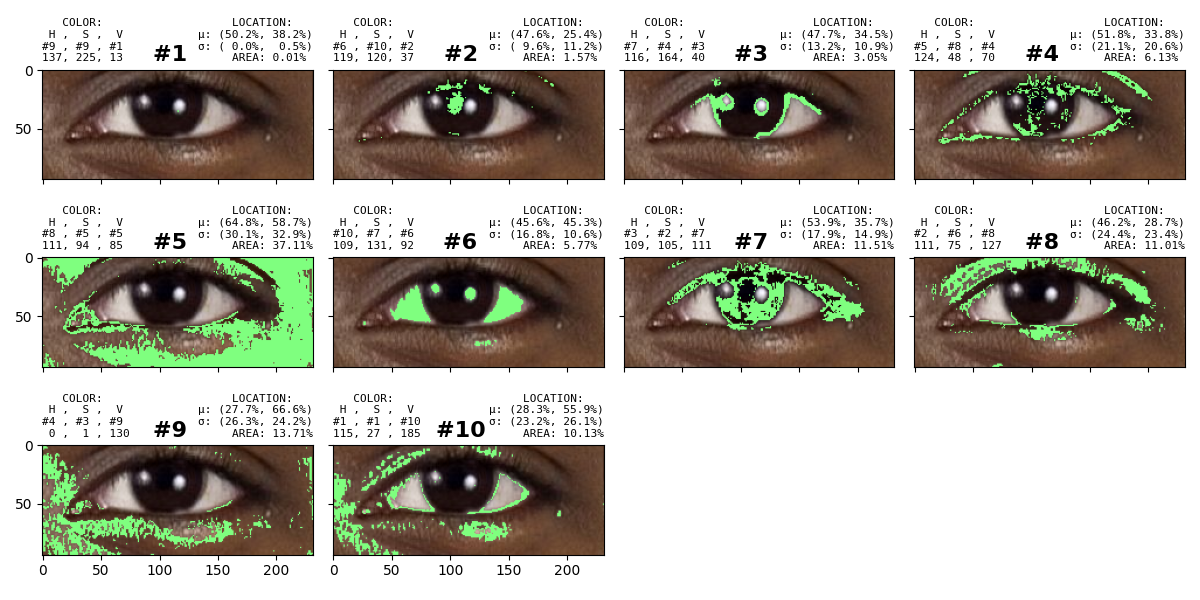 COLOR: LOCATION:
H , S , V μ: (50.2%, 38.2%)
#9 , #9 , #1 #1 σ: ( 0.0%, 0.5%)
137, 225, 13 AREA: 0.01%
COLOR: LOCATION:
H , S , V μ: (47.6%, 25.4%)
#6 , #10, #2 #2 σ: ( 9.6%, 11.2%)
119, 120, 37 AREA: 1.57%
COLOR: LOCATION:
H , S , V μ: (47.7%, 34.5%)
#7 , #4 , #3 #3 σ: (13.2%, 10.9%)
116, 164, 40 AREA: 3.05%
COLOR: LOCATION:
H , S , V μ: (51.8%, 33.8%)
#5 , #8 , #4 #4 σ: (21.1%, 20.6%)
124, 48 , 70 AREA: 6.13%
0
50
COLOR: LOCATION:
H , S , V μ: (64.8%, 58.7%)
#8 , #5 , #5 #5 σ: (30.1%, 32.9%)
111, 94 , 85 AREA: 37.11%
COLOR: LOCATION:
H , S , V μ: (45.6%, 45.3%)
#10, #7 , #6 #6 σ: (16.8%, 10.6%)
109, 131, 92 AREA: 5.77%
COLOR: LOCATION:
H , S , V μ: (53.9%, 35.7%)
#3 , #2 , #7 #7 σ: (17.9%, 14.9%)
109, 105, 111 AREA: 11.51%
COLOR: LOCATION:
H , S , V μ: (46.2%, 28.7%)
#2 , #6 , #8 #8 σ: (24.4%, 23.4%)
111, 75 , 127 AREA: 11.01%
0
50
COLOR: LOCATION:
H , S , V μ: (27.7%, 66.6%)
#4 , #3 , #9 #9 σ: (26.3%, 24.2%)
0 , 1 , 130 AREA: 13.71%
COLOR: LOCATION:
H , S , V μ: (28.3%, 55.9%)
#1 , #1 , #10 #10 σ: (23.2%, 26.1%)
115, 27 , 185 AREA: 10.13%
0
50
0 50 100 150 200
0 50 100 150 200